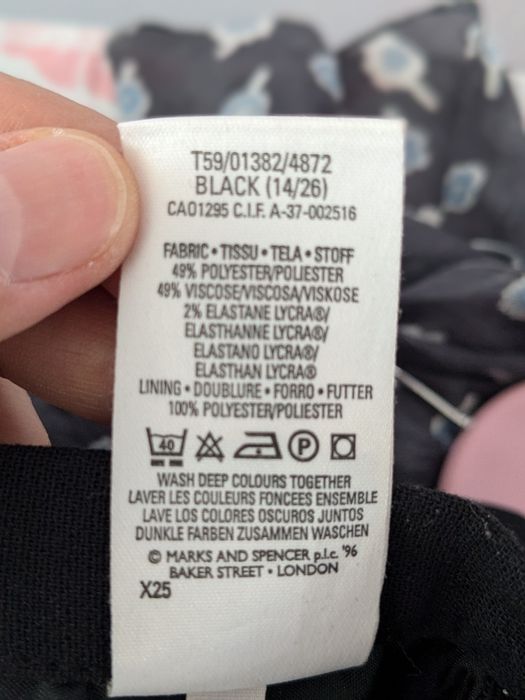 T59/01382/4872
BLACK (14/26)
CA01295 C.I.F. A-37-002516
FABRIC • TISSU • TELA • STOFF
49% POLYESTER/POLIESTER
49% VISCOSE/VISCOSA/VISKOSE
2% ELASTANE LYCRA®/
ELASTHANNE LYCRA®/
ELASTANO LYCRA®/
ELASTHAN LYCRA®
LINING • DOUBLURE • FORRO • FUTTER
100% POLYESTER/POLIESTER
40 P
WASH DEEP COLOURS TOGETHER
LAVER LES COULEURS FONCEES ENSEMBLE
LAVE LOS COLORES OSCUROS JUNTOS
DUNKLE FARBEN ZUSAMMEN WASCHEN
© MARKS AND SPENCER p.l.c. '96
BAKER STREET • LONDON
X25